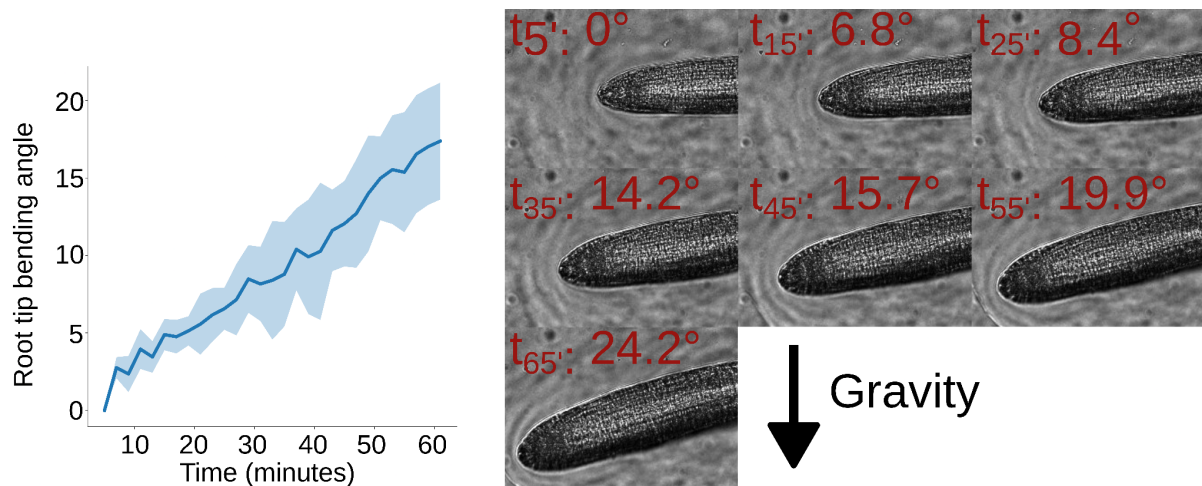 Root tip bending angle
20
15
10
5
0
10 20 30 40 50 60
Time (minutes)
t5': 0°
t15': 6.8°
t25': 8.4°
t35': 14.2°
t45': 15.7°
t55': 19.9°
t65': 24.2°
Gravity